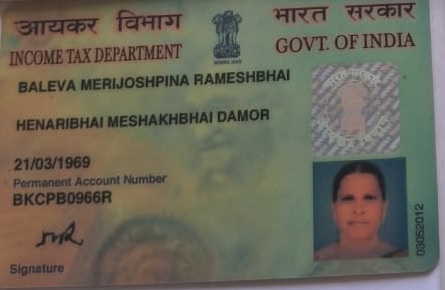 आयकर विभाग
INCOME TAX DEPARTMENT
भारत सरकार
GOVT. OF INDIA
BALEVA MERIJOSHPINA RAMESHBHAI
HENARIBHAI MESHAKHBHAI DAMOR
21/03/1969
Permanent Account Number
BKCPB0966R
Signature
03052012